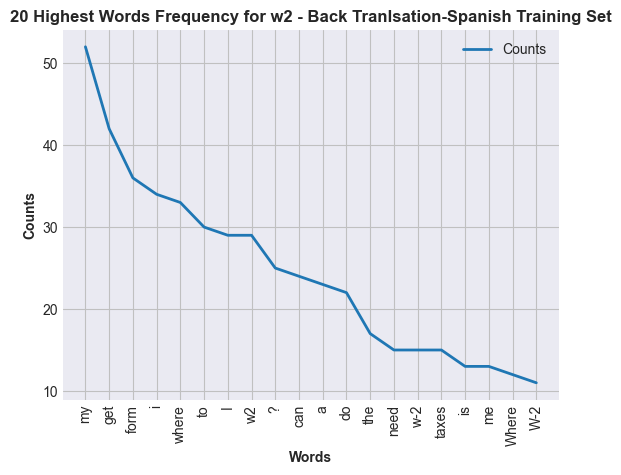 20 Highest Words Frequency for w2 - Back Tranlsation-Spanish Training Set
Counts
50
40
30
20
10
Counts
my
get
form
i
where
to
I
w2
?
can
a
do
the
need
w-2
taxes
is
me
Where
W-2
Words